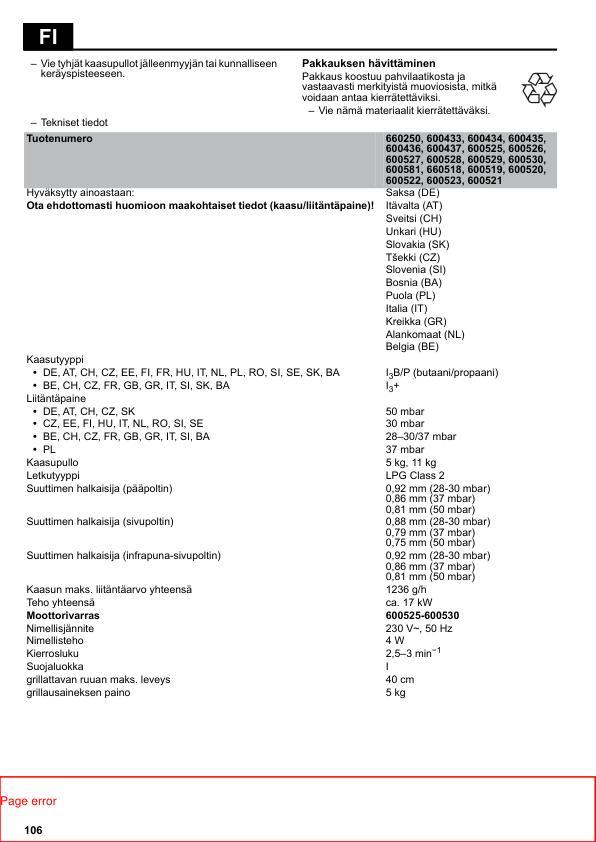 FI
– Vie tyhjät kaasupullot jälleenmyyjän tai kunnalliseen
keräyspisteeseen.
Pakkauksen hävittäminen
Pakkaus koostuu pahvilaatikosta ja
vastaavasti merkityistä muoviosista, mitkä
voidaan antaa kierrätettäviksi.
– Vie nämä materiaalit kierrätettäväksi.
– Tekniset tiedot
Tuotenumero 660250, 600433, 600434, 600435,
600436, 600437, 600525, 600526,
600527, 600528, 600529, 600530,
600581, 660518, 600519, 600520,
600522, 600523, 600521
Hyväksytty ainoastaan: Saksa (DE)
Ota ehdottomasti huomioon maakohtaiset tiedot (kaasu/liitäntäpaine)! Itävalta (AT)
Sveitsi (CH)
Unkari (HU)
Slovakia (SK)
Tšekki (CZ)
Slovenia (SI)
Bosnia (BA)
Puola (PL)
Italia (IT)
Kreikka (GR)
Alankomaat (NL)
Belgia (BE)
Kaasutyyppi
• DE, AT, CH, CZ, EE, FI, FR, HU, IT, NL, PL, RO, SI, SE, SK, BA I3B/P (butaani/propaani)
• BE, CH, CZ, FR, GB, GR, IT, SI, SK, BA I3+
Liitäntäpaine
• DE, AT, CH, CZ, SK 50 mbar
• CZ, EE, FI, HU, IT, NL, RO, SI, SE 30 mbar
• BE, CH, CZ, FR, GB, GR, IT, SI, BA 28–30/37 mbar
• PL 37 mbar
Kaasupullo 5 kg, 11 kg
Letkutyyppi LPG Class 2
Suuttimen halkaisija (pääpoltin) 0,92 mm (28-30 mbar)
0,86 mm (37 mbar)
0,81 mm (50 mbar)
Suuttimen halkaisija (sivupoltin) 0,88 mm (28-30 mbar)
0,79 mm (37 mbar)
0,75 mm (50 mbar)
Suuttimen halkaisija (infrapuna-sivupoltin) 0,92 mm (28-30 mbar)
0,86 mm (37 mbar)
0,81 mm (50 mbar)
Kaasun maks. liitäntäarvo yhteensä 1236 g/h
Teho yhteensä ca. 17 kW
Moottorivarras 600525-600530
Nimellisjännite 230 V~, 50 Hz
Nimellisteho 4 W
Kierrosluku 2,5–3 min−1
Suojaluokka I
grillattavan ruuan maks. leveys 40 cm
grillausaineksen paino 5 kg
Page error
106